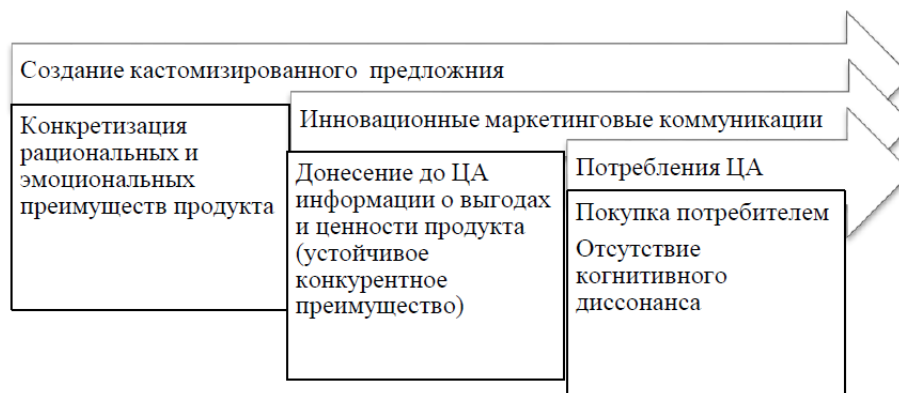 Создание кастомизированного предложния
Конкретизация
рациональных и
эмоциональных
преимуществ продукта
Инновационные маркетинговые коммуникации
Донесение до ЦА
информации о выгодах
и ценности продукта
(устойчивое
конкурентное
преимущество)
Потребления ЦА
Покупка потребителем
Отсутствие
когнитивного
диссонанса